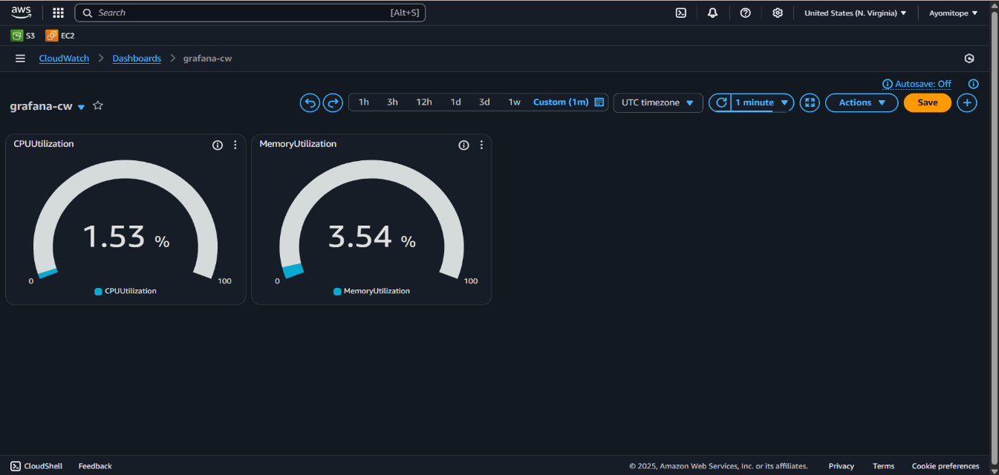 aws
Search [Alt+S]
United States (N. Virginia)
Ayomitope
S3 EC2
CloudWatch > Dashboards > grafana-cw
Autosave: Off
grafana-cw
1h 3h 12h 1d 3d 1w Custom (1m)
UTC timezone
1 minute
Actions
Save
CPUUtilization
1.53 %
0 100
CPUUtilization
MemoryUtilization
3.54 %
0 100
MemoryUtilization
CloudShell Feedback
© 2025, Amazon Web Services, Inc. or its affiliates. Privacy Terms Cookie preferences